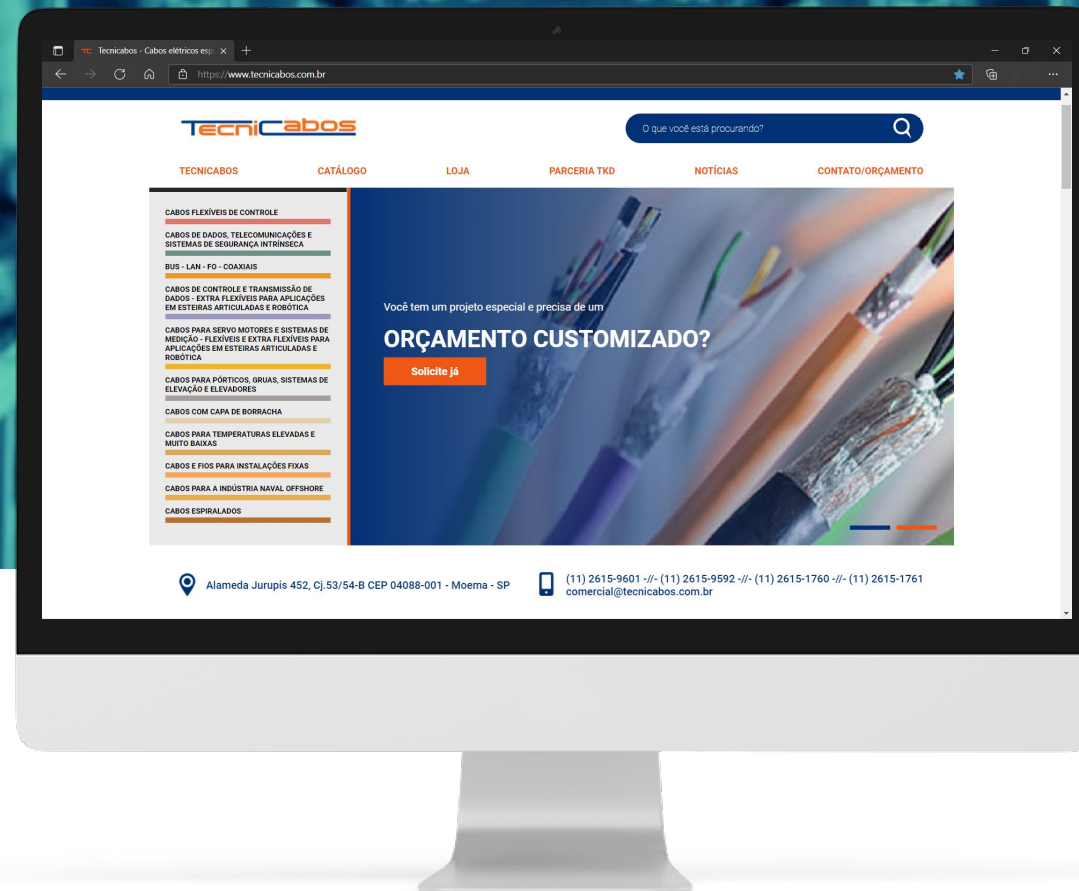 Tecnicabos - Cabos elétricos esp
https://www.tecnicabos.com.br
TecniCabos
O que você está procurando?
TECNICABOS CATÁLOGO LOJA PARCERIA TKD NOTÍCIAS CONTATO/ORÇAMENTO
CABOS FLEXÍVEIS DE CONTROLE
CABOS DE DADOS, TELECOMUNICAÇÕES E
SISTEMAS DE SEGURANÇA INTRÍNSECA
BUS - LAN - FO - COAXIAIS
CABOS DE CONTROLE E TRANSMISSÃO DE
DADOS - EXTRA FLEXÍVEIS PARA APLICAÇÕES
EM ESTEIRAS ARTICULADAS E ROBÓTICA
CABOS PARA SERVO MOTORES E SISTEMAS DE
MEDIÇÃO - FLEXÍVEIS E EXTRA FLEXÍVEIS PARA
APLICAÇÕES EM ESTEIRAS ARTICULADAS E
ROBÓTICA
CABOS PARA PÓRTICOS, GRUAS, SISTEMAS DE
ELEVAÇÃO E ELEVADORES
CABOS COM CAPA DE BORRACHA
CABOS PARA TEMPERATURAS ELEVADAS E
MUITO BAIXAS
CABOS E FIOS PARA INSTALAÇÕES FIXAS
CABOS PARA A INDÚSTRIA NAVAL OFFSHORE
CABOS ESPIRALADOS
Você tem um projeto especial e precisa de um
ORÇAMENTO CUSTOMIZADO?
Solicite já
Alameda Jurupis 452, Cj.53/54-B CEP 04088-001 - Moema - SP
(11) 2615-9601 -//- (11) 2615-9592 -//- (11) 2615-1760 -//- (11) 2615-1761
comercial@tecnicabos.com.br